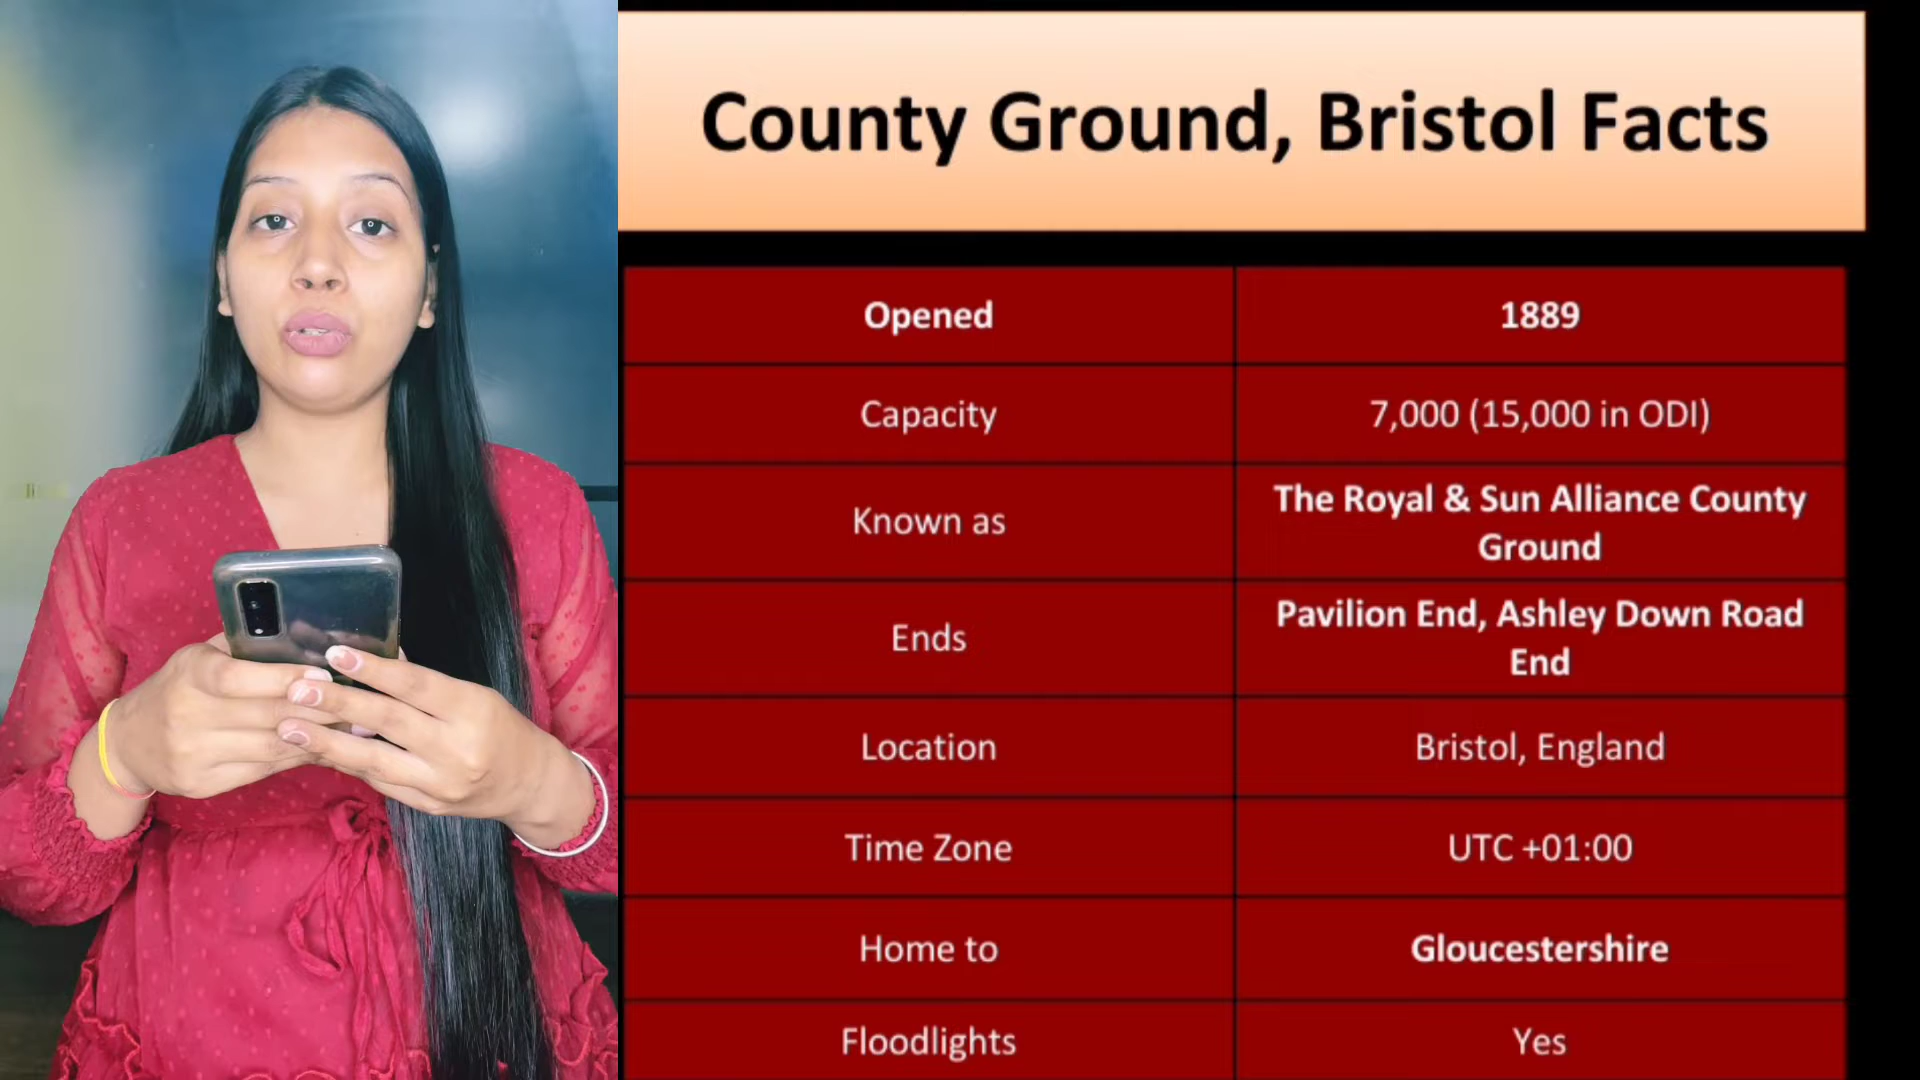 County Ground, Bristol Facts
Opened 1889
Capacity 7,000 (15,000 in ODI)
Known as The Royal & Sun Alliance County
Ground
Ends Pavilion End, Ashley Down Road
End
Location Bristol, England
Time Zone UTC +01:00
Home to Gloucestershire
Floodlights Yes